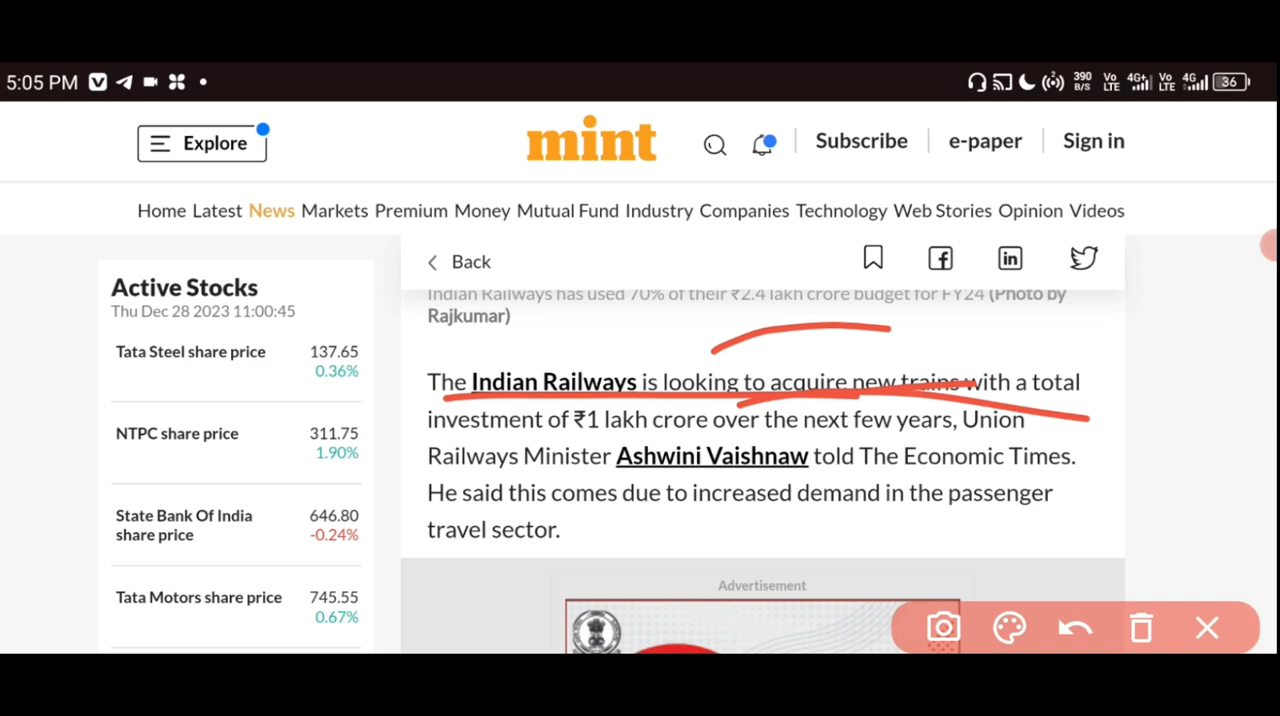 5:05 PM
390 B/S Vo LTE 4G+ Vo LTE 4G 36
Explore
mint
Subscribe
e-paper
Sign in
Home Latest News Markets Premium Money Mutual Fund Industry Companies Technology Web Stories Opinion Videos
Back
Active Stocks
Thu Dec 28 2023 11:00:45
Tata Steel share price 137.65
0.36%
NTPC share price 311.75
1.90%
State Bank Of India 646.80
share price -0.24%
Tata Motors share price 745.55
0.67%
Indian Railways has used 70% of their ₹2.4 lakh crore budget for FY24 (Photo by
Rajkumar)
The Indian Railways is looking to acquire new trains with a total
investment of ₹1 lakh crore over the next few years, Union
Railways Minister Ashwini Vaishnaw told The Economic Times.
He said this comes due to increased demand in the passenger
travel sector.
Advertisement